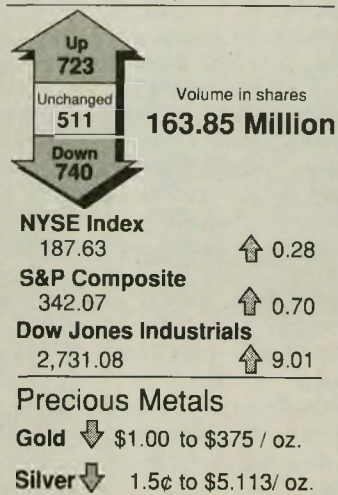 Up
723
Unchanged
511
Down
740
Volume in shares
163.85 Million
NYSE Index
187.63 0.28
S&P Composite
342.07 0.70
Dow Jones Industrials
2,731.08 9.01
Precious Metals
Gold $1.00 to $375 / oz.
Silver 1.5¢ to $5.113/ oz.